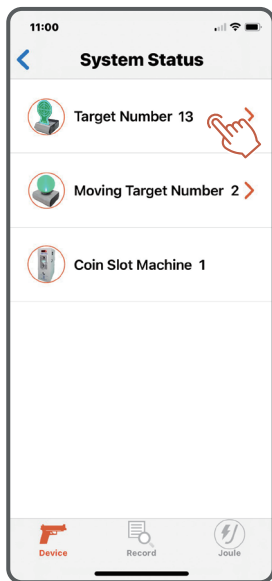 11:00
System Status
Target Number 13
Moving Target Number 2
Coin Slot Machine 1
Device Record Joule